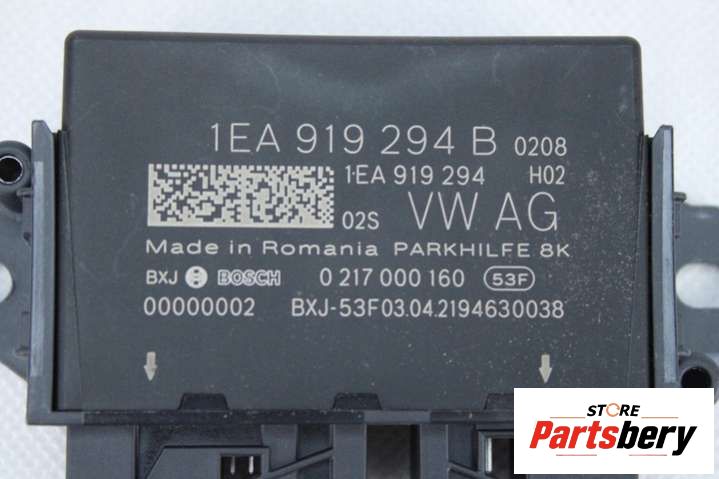 1EA 919 294 B 0208
1EA 919 294 H02
02S VW AG
Made in Romania PARKHILFE 8K
BXJ BOSCH 0 217 000 160 53F
00000002 BXJ-53F03.04.2194630038
STORE
Partsbery